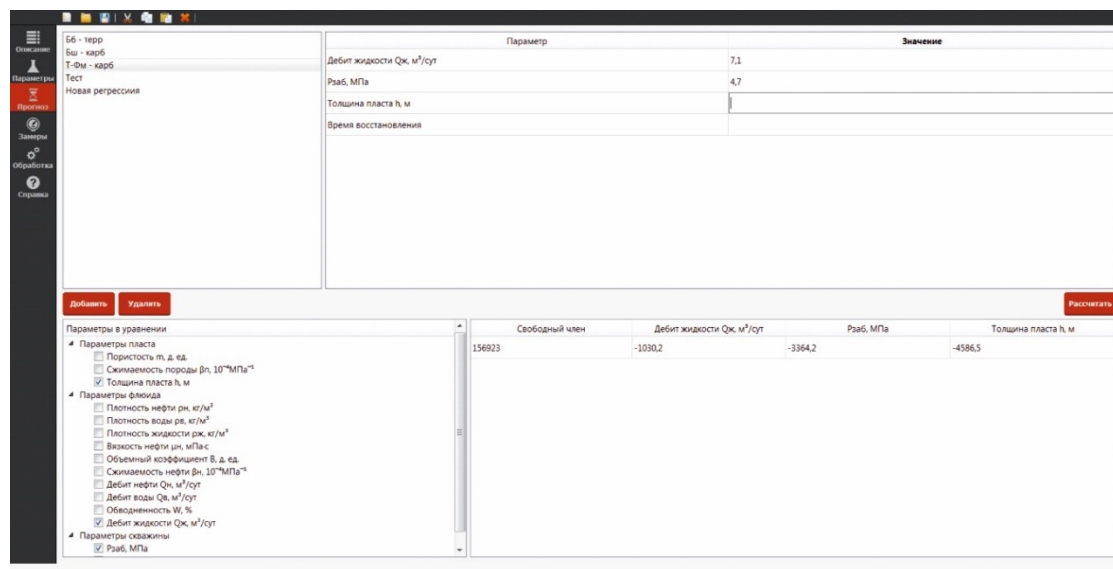 Описание
Параметры
Прогноз
Замеры
Обработка
Справка
Бб - терр
Бш - карб
Т-Фм - карб
Тест
Новая регрессиия
Параметр Значение
Дебит жидкости Qж, м³/сут 7,1
Pзаб, МПа 4,7
Толщина пласта h, м
Время восстановления
Добавить Удалить Рассчитать
Параметры в уравнении
Параметры пласта
Пористость m, д. ед.
Сжимаемость породы βп, 10⁻⁴МПа⁻¹
Толщина пласта h, м
Параметры флюида
Плотность нефти ρн, кг/м³
Плотность воды ρв, кг/м³
Плотность жидкости ρж, кг/м³
Вязкость нефти μн, мПа·с
Объемный коэффициент B, д. ед.
Сжимаемость нефти βн, 10⁻⁴МПа⁻¹
Дебит нефти Qн, м³/сут
Дебит воды Qв, м³/сут
Обводненность W, %
Дебит жидкости Qж, м³/сут
Параметры скважины
Pзаб, МПа
Свободный член Дебит жидкости Qж, м³/сут Pзаб, МПа Толщина пласта h, м
156923 -1030,2 -3364,2 -4586,5